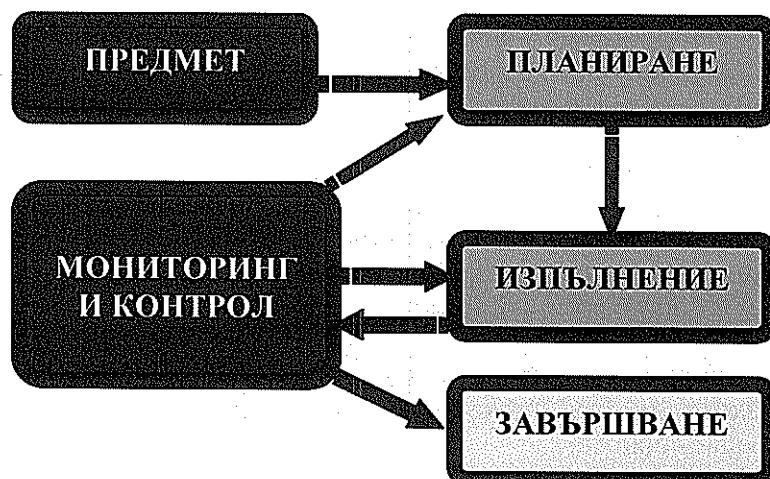 ПРЕДМЕТ
ПЛАНИРАНЕ
МОНИТОРИНГ
И КОНТРОЛ
ИЗПЪЛНЕНИЕ
ЗАВЪРШВАНЕ